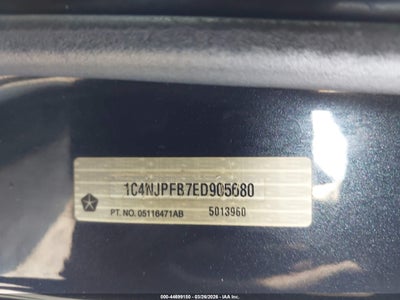 1C4NJPFB7ED905680
PT. NO. 05116471AB 5013960
000-44699150 - 03/26/2026 - IAA Inc.